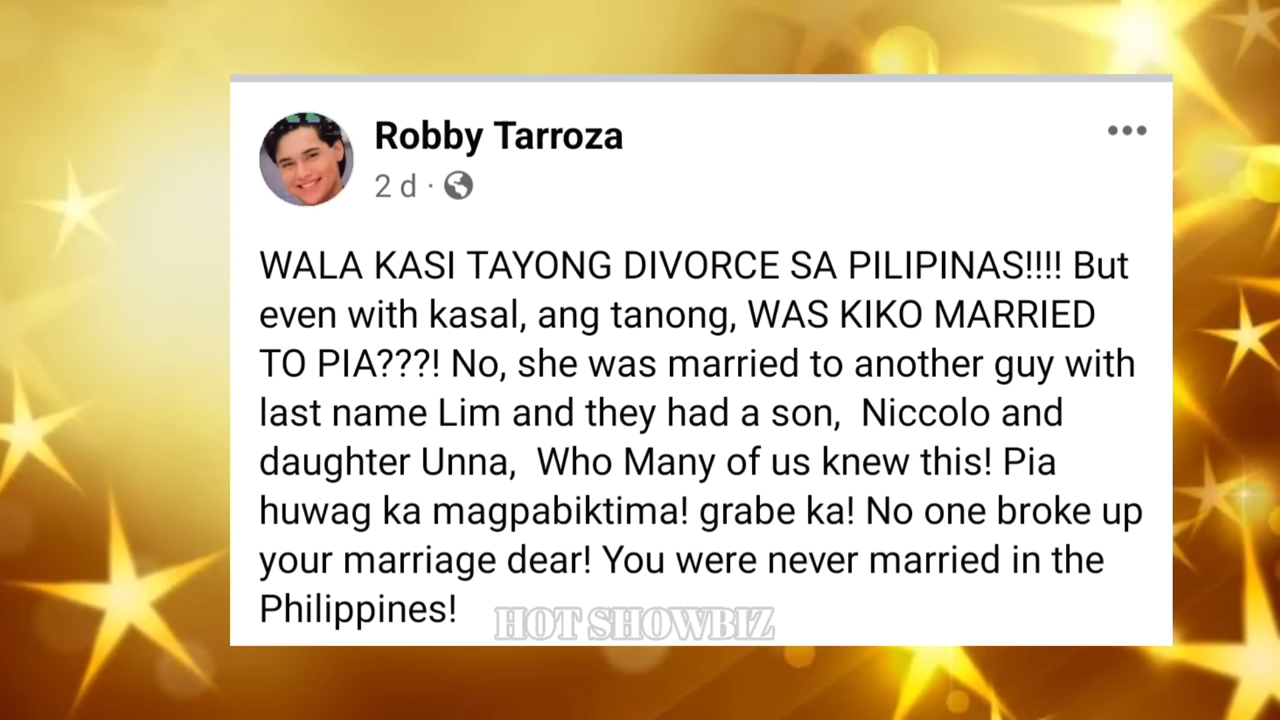 Robby Tarroza
2 d ·
WALA KASI TAYONG DIVORCE SA PILIPINAS!!!! But
even with kasal, ang tanong, WAS KIKO MARRIED
TO PIA???! No, she was married to another guy with
last name Lim and they had a son,  Niccolo and
daughter Unna,  Who Many of us knew this! Pia
huwag ka magpabiktima! grabe ka! No one broke up
your marriage dear! You were never married in the
Philippines!
HOT SHOWBIZ